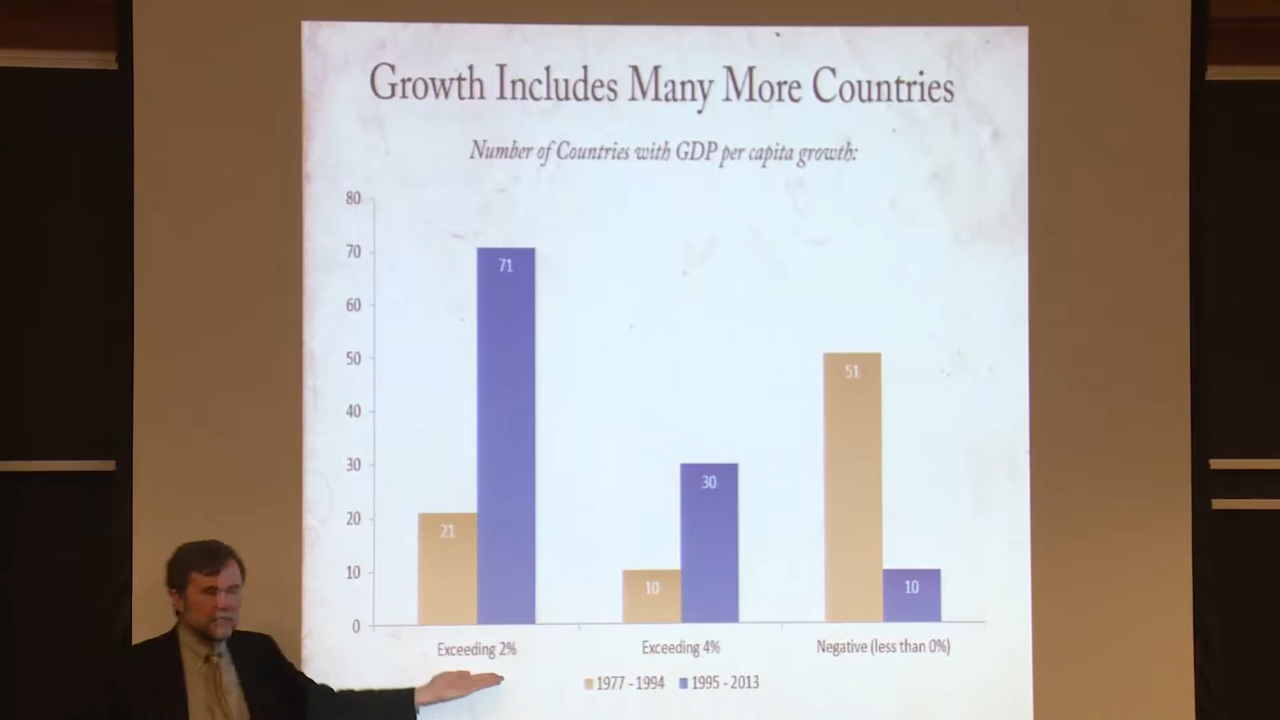 Growth Includes Many More Countries
Number of Countries with GDP per capita growth:
80
70
60
50
40
30
20
10
0
21
71
10
30
51
10
Exceeding 2%
Exceeding 4%
Negative (less than 0%)
1977 - 1994
1995 - 2013